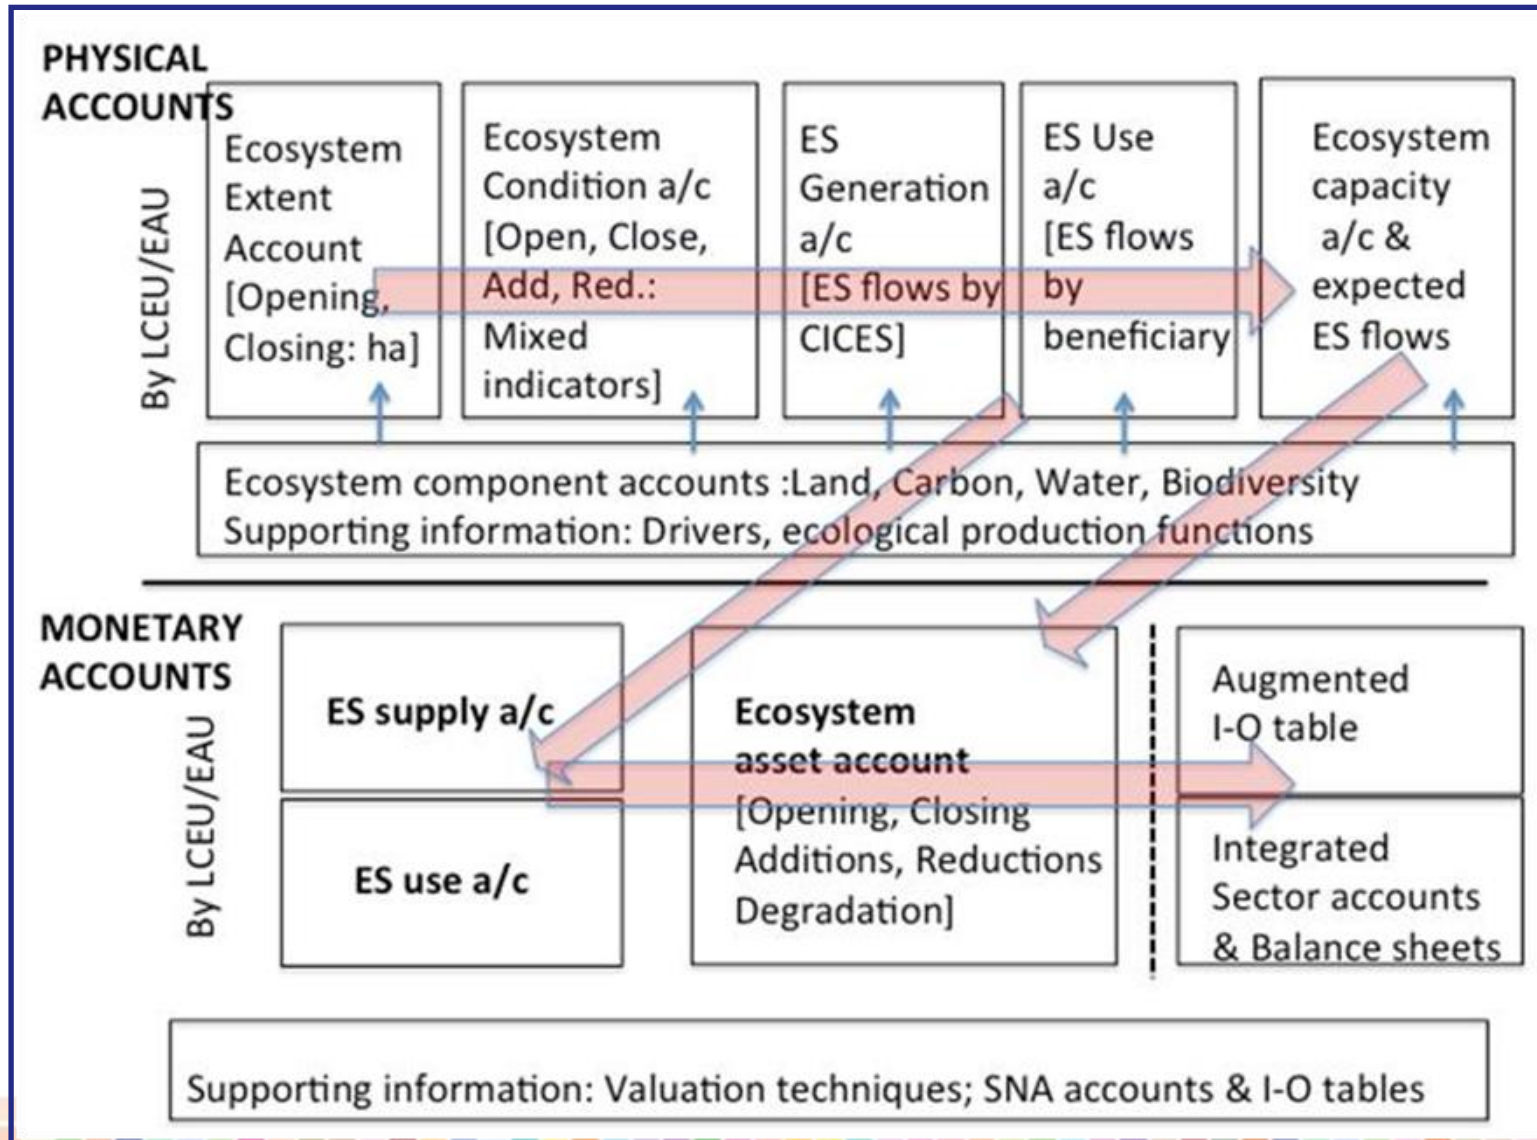 PHYSICAL
ACCOUNTS
By LCEU/EAU
Ecosystem
Extent
Account
[Opening,
Closing: ha]
Ecosystem
Condition a/c
[Open, Close,
Add, Red.:
Mixed
indicators]
ES
Generation
a/c
[ES flows by
CICES]
ES Use
a/c
[ES flows
by
beneficiary
Ecosystem
capacity
a/c &
expected
ES flows
Ecosystem component accounts :Land, Carbon, Water, Biodiversity
Supporting information: Drivers, ecological production functions
MONETARY
ACCOUNTS
By LCEU/EAU
ES supply a/c
ES use a/c
Ecosystem
asset account
[Opening, Closing
Additions, Reductions
Degradation]
Augmented
I-O table
Integrated
Sector accounts
& Balance sheets
Supporting information: Valuation techniques; SNA accounts & I-O tables